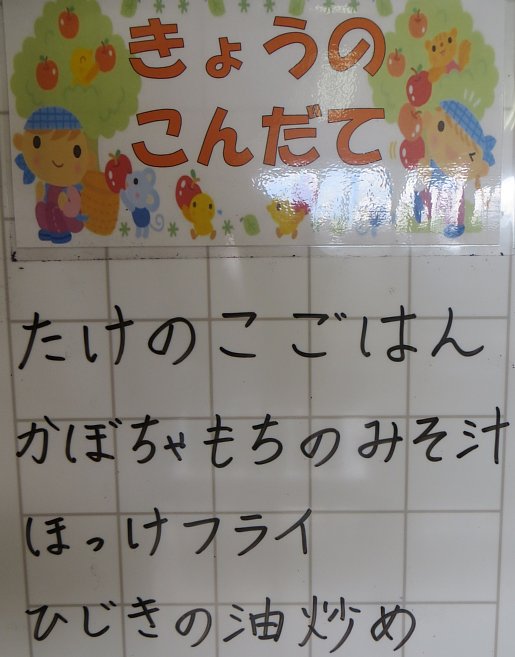 きょうの
こんだて
たけのこごはん
かぼちゃもちのみそ汁
ほっけフライ
ひじきの油炒め